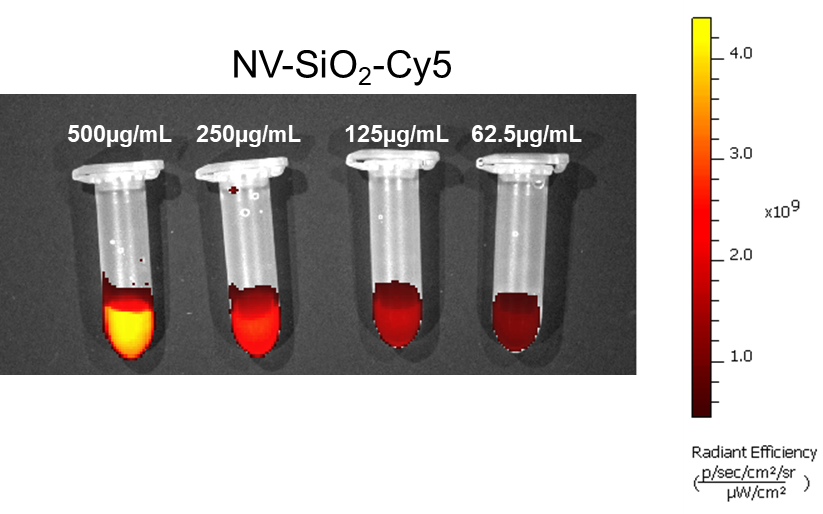 NV-SiO₂-Cy5
500µg/mL 250µg/mL 125µg/mL 62.5µg/mL
4.0
3.0
x10⁹
2.0
1.0
Radiant Efficiency
(p/sec/cm²/sr
µW/cm²)